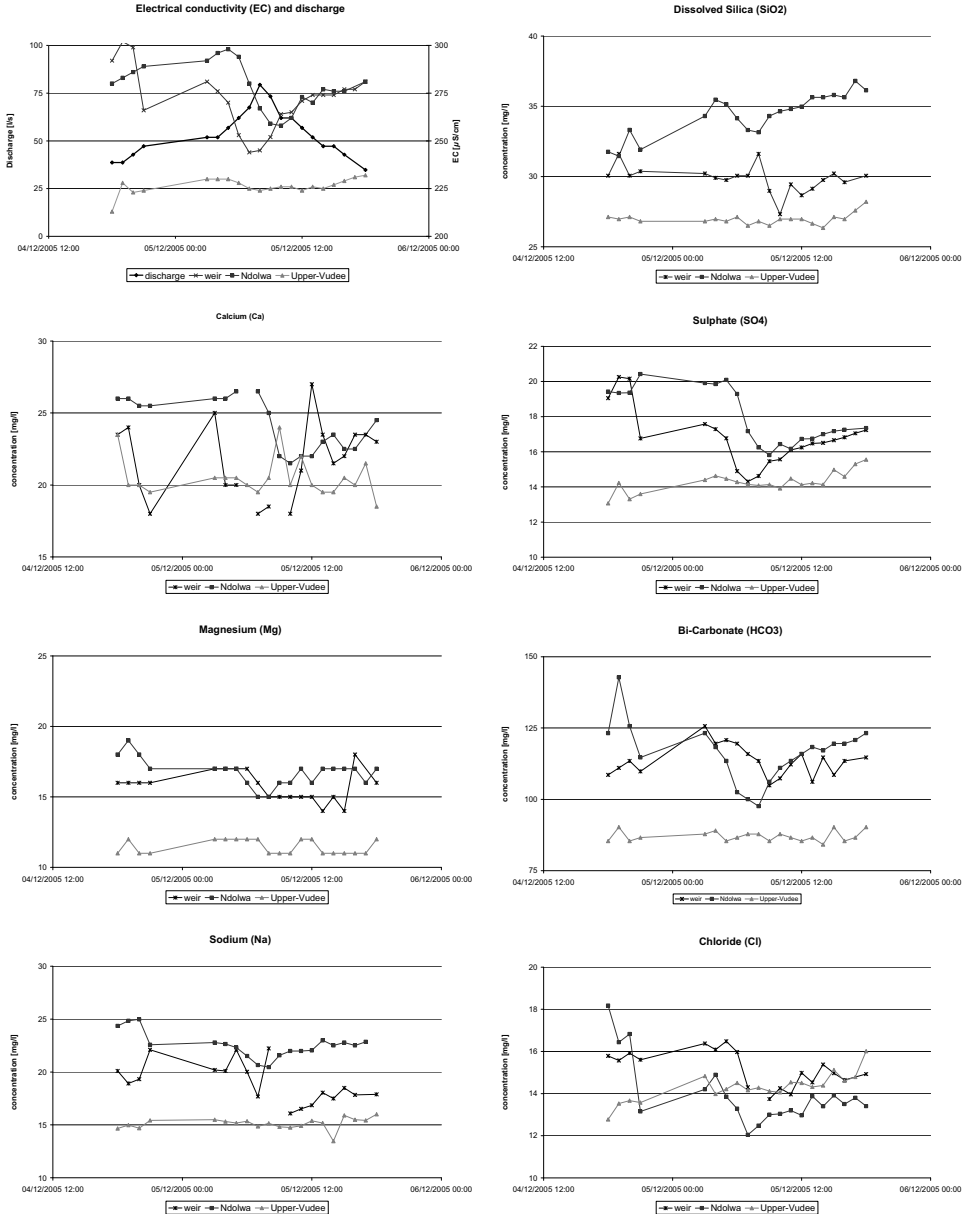 Electrical conductivity (EC) and discharge
100
75
50
25
0
Discharge [l/s]
300
275
250
225
200
EC [µS/cm]
04/12/2005 12:00 05/12/2005 00:00 05/12/2005 12:00 06/12/2005 00:00
discharge weir Ndolwa Upper-Vudee
Dissolved Silica (SiO2)
40
35
30
25
concentration [mg/l]
04/12/2005 12:00 05/12/2005 00:00 05/12/2005 12:00 06/12/2005 00:00
weir Ndolwa Upper-Vudee
Calcium (Ca)
30
25
20
15
concentration [mg/l]
04/12/2005 12:00 05/12/2005 00:00 05/12/2005 12:00 06/12/2005 00:00
weir Ndolwa Upper-Vudee
Sulphate (SO4)
22
20
18
16
14
12
10
concentration [mg/l]
04/12/2005 12:00 05/12/2005 00:00 05/12/2005 12:00 06/12/2005 00:00
weir Ndolwa Upper-Vudee
Magnesium (Mg)
25
20
15
10
concentration [mg/l]
04/12/2005 12:00 05/12/2005 00:00 05/12/2005 12:00 06/12/2005 00:00
weir Ndolwa Upper-Vudee
Bi-Carbonate (HCO3)
150
125
100
75
concentration [mg/l]
04/12/2005 12:00 05/12/2005 00:00 05/12/2005 12:00 06/12/2005 00:00
weir Ndolwa Upper-Vudee
Sodium (Na)
30
25
20
15
10
concentration [mg/l]
04/12/2005 12:00 05/12/2005 00:00 05/12/2005 12:00 06/12/2005 00:00
weir Ndolwa Upper-Vudee
Chloride (Cl)
20
18
16
14
12
10
concentration [mg/l]
04/12/2005 12:00 05/12/2005 00:00 05/12/2005 12:00 06/12/2005 00:00
weir Ndolwa Upper-Vudee